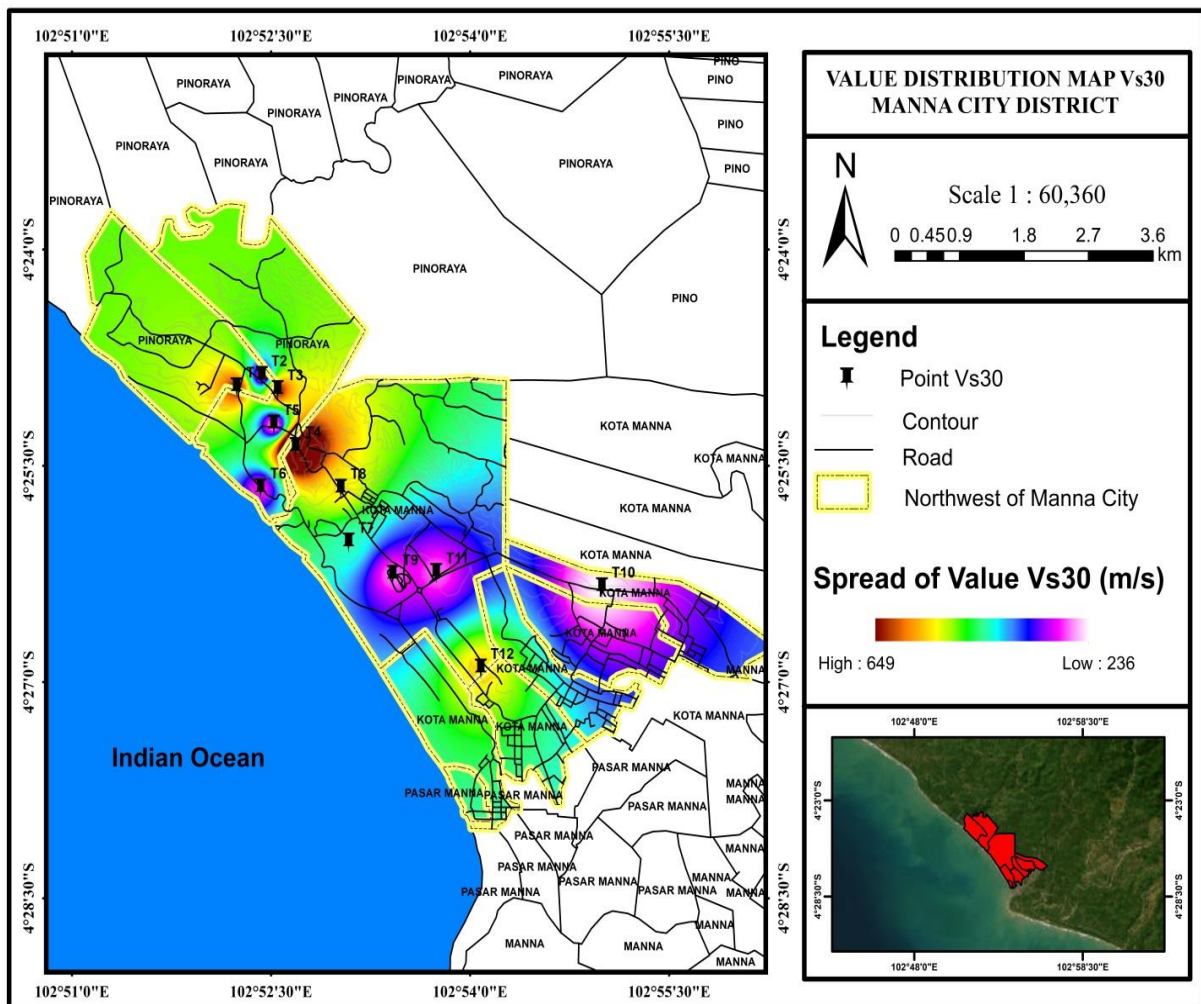 102°51'0"E 102°52'30"E 102°54'0"E 102°55'30"E
PINO
PINORAYA PINORAYA PINORAYA PINORAYA PINORAYA PINO
PINO
PINORAYA PINORAYA PINORAYA PINO
PINORAYA
4°24'0"S PINORAYA 4°24'0"S
PINO
PINORAYA PINORAYA
T2
T3
T5
T4
KOTA MANNA
4°25'30"S KOTA MANNA 4°25'30"S
T6 T8
KOTA MANNA KOTA MANNA
T7
KOTA MANNA
T9 T11 T10
KOTA MANNA
KOTA MANNA
T12
KOTA MANNA MANNA
4°27'0"S 4°27'0"S
KOTA MANNA KOTA MANNA KOTA MANNA
Indian Ocean
PASAR MANNA
PASAR MANNA PASAR MANNA MANNA
MANNA
PASAR MANNA
PASAR MANNA MANNA
PASAR MANNA PASAR MANNA MANNA
4°28'30"S PASAR MANNA PASAR MANNA MANNA 4°28'30"S
MANNA
MANNA MANNA
MANNA
102°51'0"E 102°52'30"E 102°54'0"E 102°55'30"E
VALUE DISTRIBUTION MAP Vs30
MANNA CITY DISTRICT
N
Scale 1 : 60,360
0 0.45 0.9 1.8 2.7 3.6
km
Legend
Point Vs30
Contour
Road
Northwest of Manna City
Spread of Value Vs30 (m/s)
High : 649 Low : 236
102°48'0"E 102°58'30"E
4°23'0"S 4°23'0"S
4°28'30"S 4°28'30"S
102°48'0"E 102°58'30"E